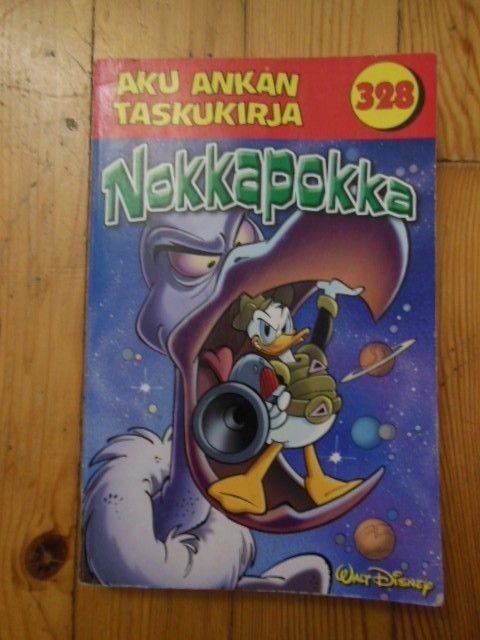 AKU ANKAN
TASKUKIRJA
328
NOKKAPOKKA
WALT DISNEY